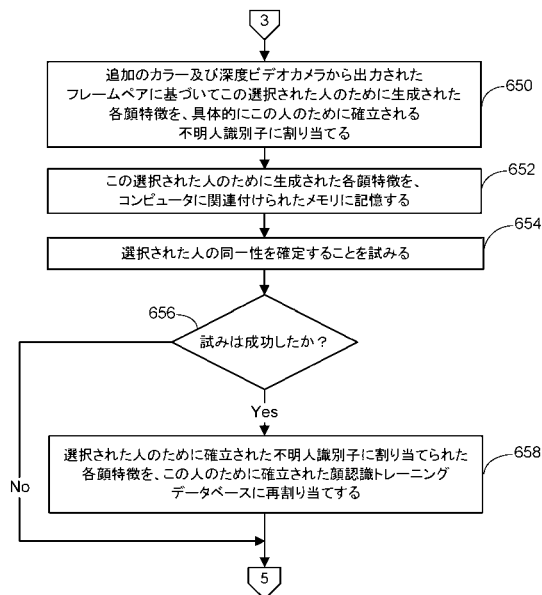 3
追加のカラー及び深度ビデオカメラから出力された
フレームペアに基づいてこの選択された人のために生成された
各顔特徴を、具体的にこの人のために確立される
不明人識別子に割り当てる
650
この選択された人のために生成された各顔特徴を、
コンピュータに関連付けられたメモリに記憶する
652
選択された人の同一性を確定することを試みる
654
656
試みは成功したか？
Yes
選択された人のために確立された不明人識別子に割り当てられた
各顔特徴を、この人のために確立された顔認識トレーニング
データベースに再割り当てする
658
No
5